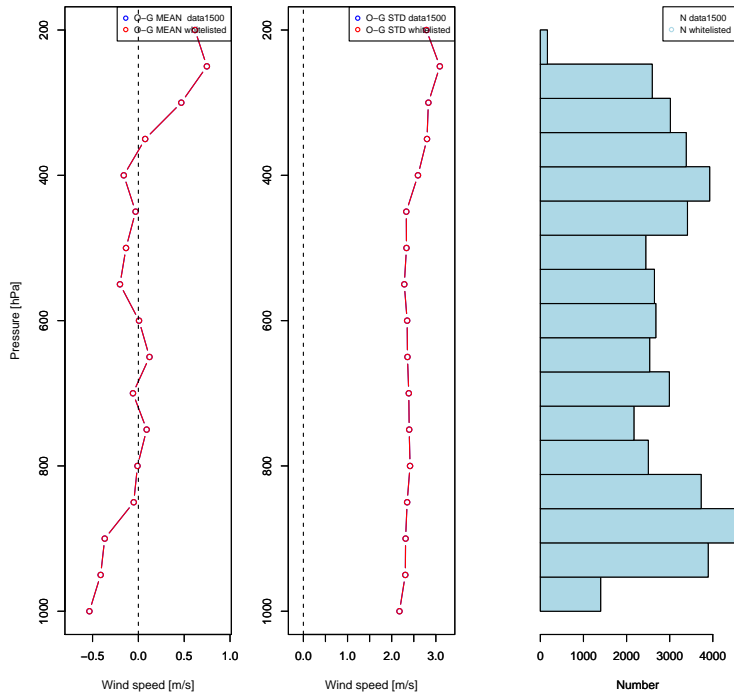 O−G MEAN data1500
O−G MEAN whitelisted
O−G STD data1500
O−G STD whitelisted
N data1500
N whitelisted
200
400
600
800
1000
Pressure [hPa]
−0.5
0.0
0.5
1.0
Wind speed [m/s]
200
400
600
800
1000
0.0
1.0
2.0
3.0
Wind speed [m/s]
0
1000
2000
3000
4000
Number